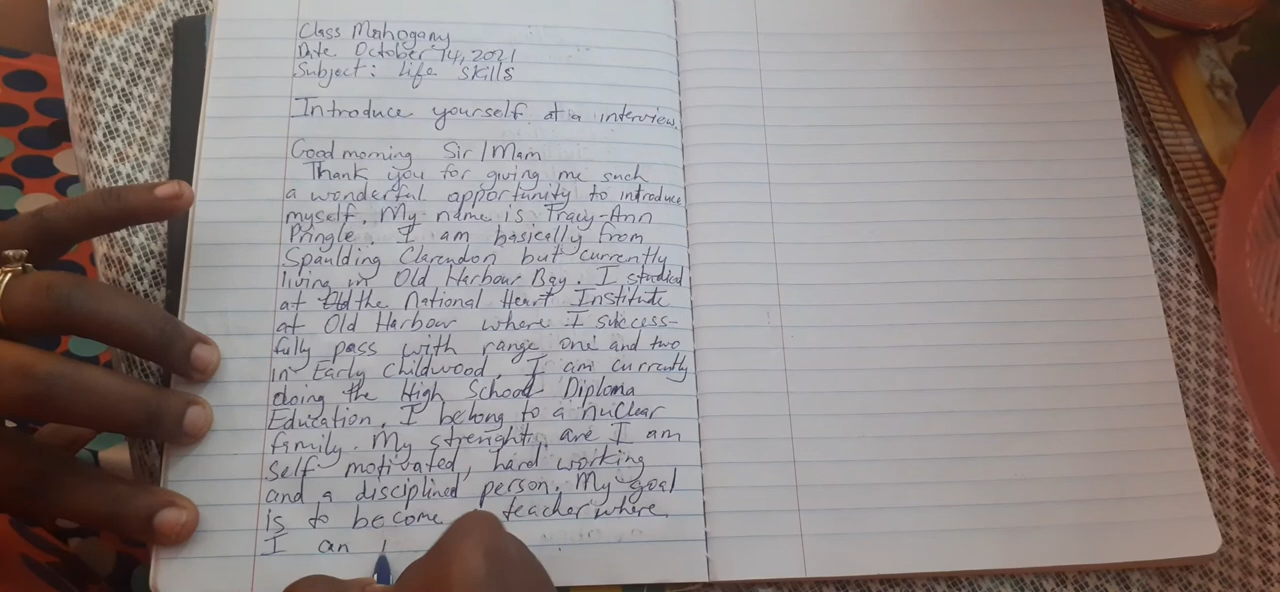 Class Mahogany
Date October 14, 2021
Subject: Life skills
Introduce yourself at a interview.
Good morning Sir/Mam
Thank you for giving me such
a wonderful opportunity to introduce
myself. My name is Tracy-Ann
Pringle. I am basically from
Spaulding Clarendon but currently
living in Old Harbour Bay. I studied
at the National Heart Institute
at Old Harbour where I success-
fully pass with range one and two
in Early childwood. I am currently
doing the High School Diploma
Education. I belong to a nuclear
family. My strenght are I am
Self motivated, hard working
and a disciplined person. My goal
is to become teacher where
I an